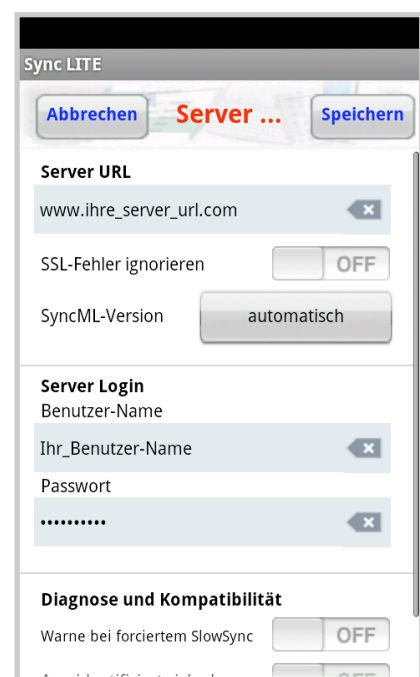 Sync LITE
Abbrechen Server ... Speichern
Server URL
www.ihre_server_url.com
SSL-Fehler ignorieren OFF
SyncML-Version automatisch
Server Login
Benutzer-Name
Ihr_Benutzer-Name
Passwort
••••••••••
Diagnose und Kompatibilität
Warne bei forciertem SlowSync OFF
OFF